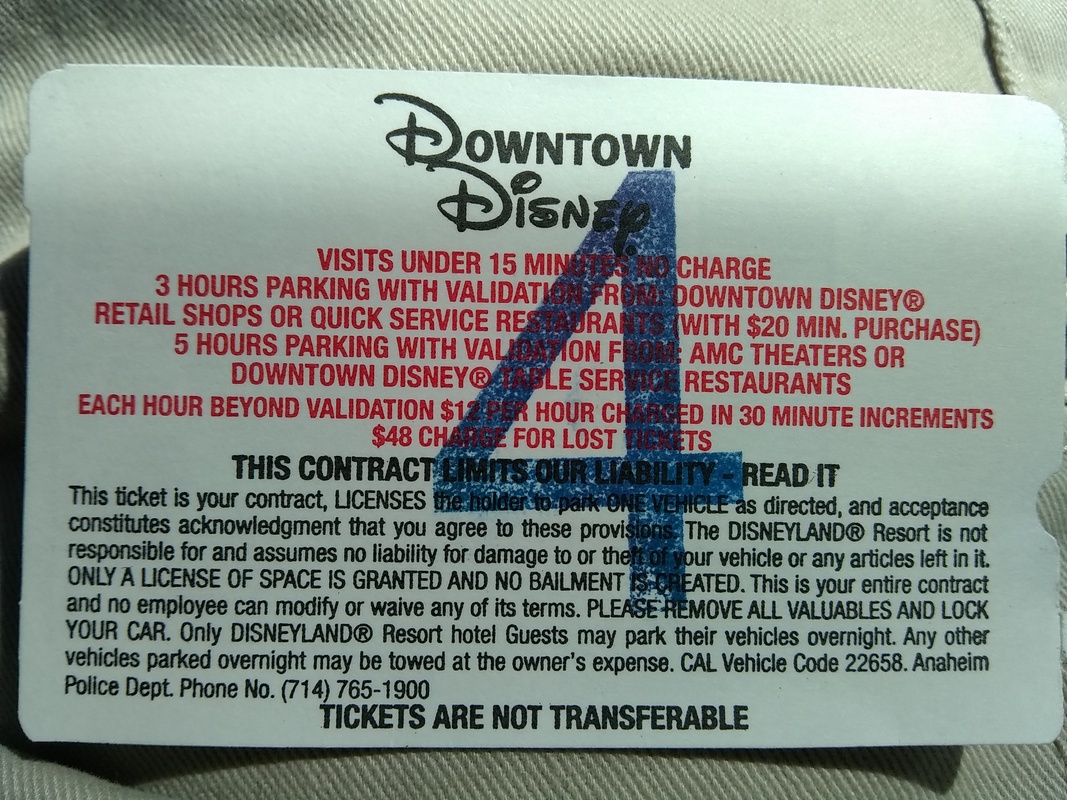 DOWNTOWN
DISNEY
4
VISITS UNDER 15 MINUTES NO CHARGE
3 HOURS PARKING WITH VALIDATION FROM: DOWNTOWN DISNEY®
RETAIL SHOPS OR QUICK SERVICE RESTAURANTS (WITH $20 MIN. PURCHASE)
5 HOURS PARKING WITH VALIDATION FROM: AMC THEATERS OR
DOWNTOWN DISNEY® TABLE SERVICE RESTAURANTS
EACH HOUR BEYOND VALIDATION $12 PER HOUR CHARGED IN 30 MINUTE INCREMENTS
$48 CHARGE FOR LOST TICKETS
THIS CONTRACT LIMITS OUR LIABILITY - READ IT
This ticket is your contract, LICENSES the holder to park ONE VEHICLE as directed, and acceptance
constitutes acknowledgment that you agree to these provisions. The DISNEYLAND® Resort is not
responsible for and assumes no liability for damage to or theft of your vehicle or any articles left in it.
ONLY A LICENSE OF SPACE IS GRANTED AND NO BAILMENT IS CREATED. This is your entire contract
and no employee can modify or waive any of its terms. PLEASE REMOVE ALL VALUABLES AND LOCK
YOUR CAR. Only DISNEYLAND® Resort hotel Guests may park their vehicles overnight. Any other
vehicles parked overnight may be towed at the owner's expense. CAL Vehicle Code 22658. Anaheim
Police Dept. Phone No. (714) 765-1900
TICKETS ARE NOT TRANSFERABLE